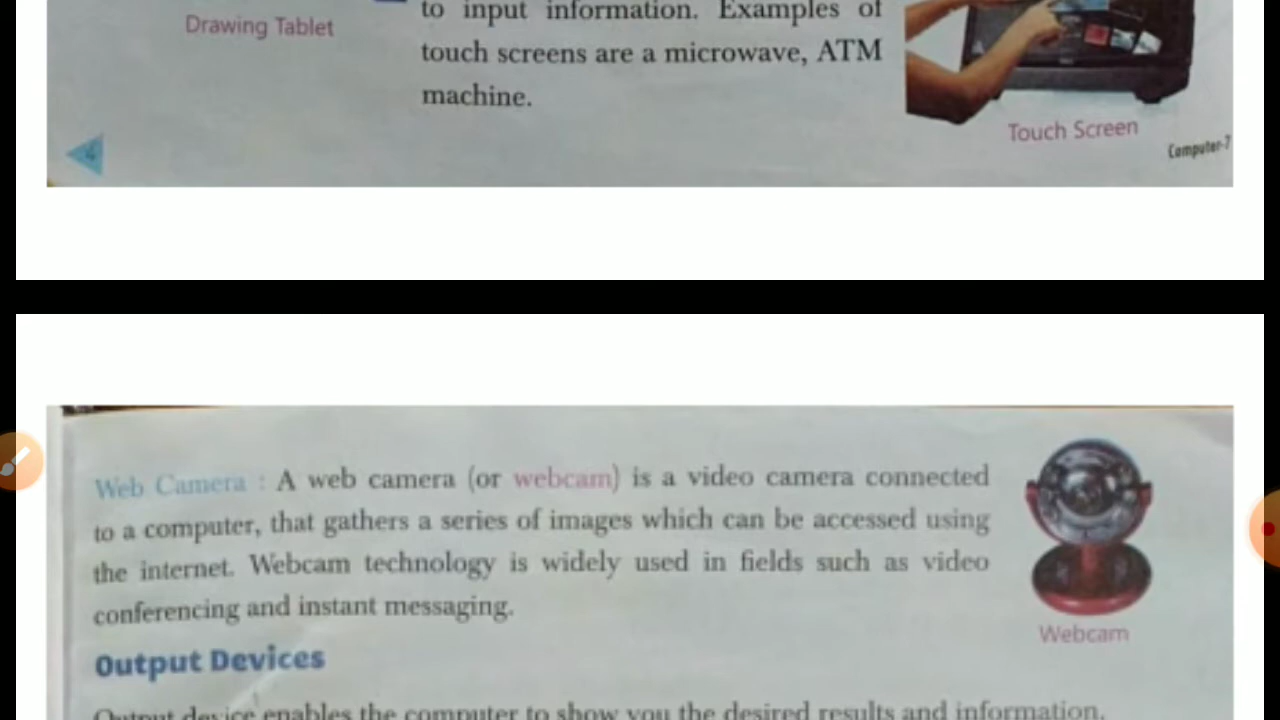 Drawing Tablet
to input information. Examples of
touch screens are a microwave, ATM
machine.
Touch Screen
4
Computer-7
Web Camera : A web camera (or webcam) is a video camera connected
to a computer, that gathers a series of images which can be accessed using
the internet. Webcam technology is widely used in fields such as video
conferencing and instant messaging.
Webcam
Output Devices
Output device enables the computer to show you the desired results and information.